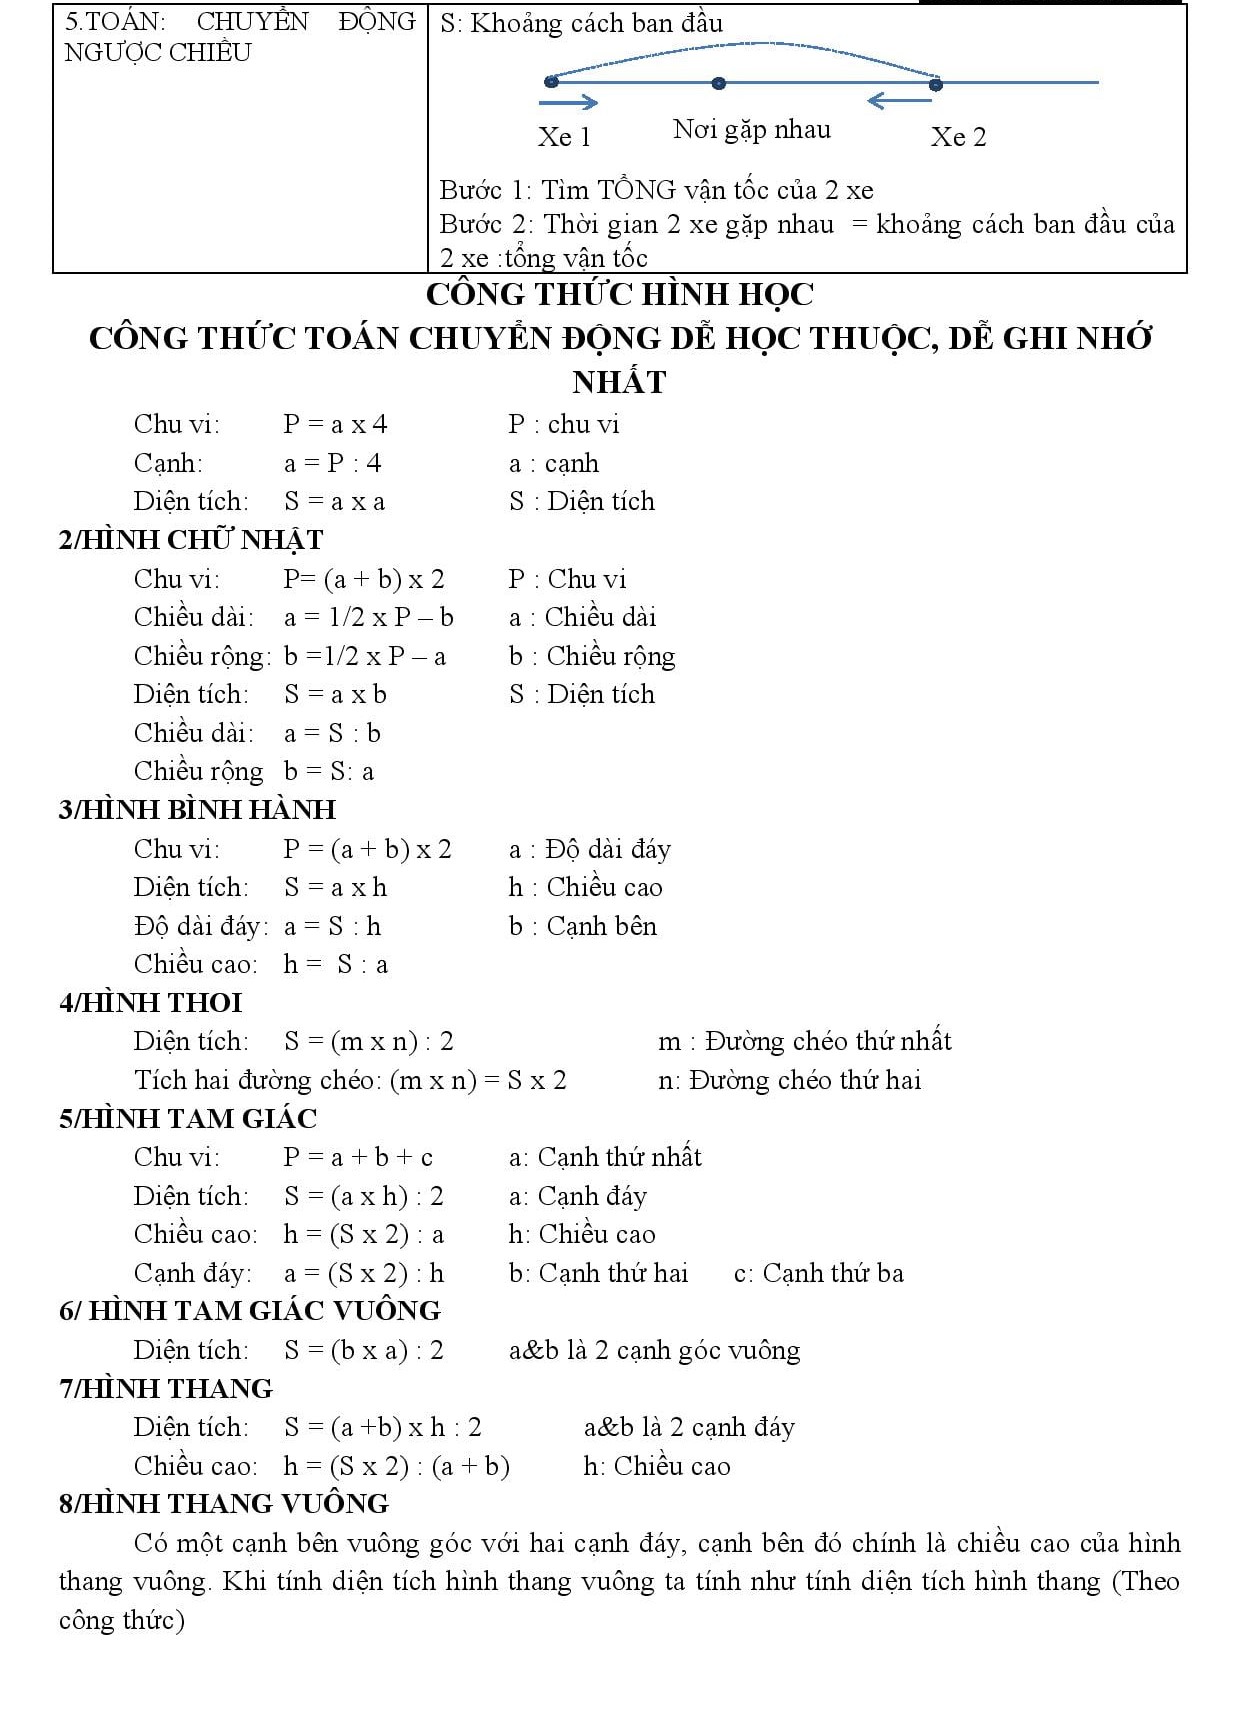 5.TOÁN: CHUYỂN ĐỘNG
NGƯỢC CHIỀU
S: Khoảng cách ban đầu
Xe 1
Nơi gặp nhau
Xe 2
Bước 1: Tìm TỔNG vận tốc của 2 xe
Bước 2: Thời gian 2 xe gặp nhau = khoảng cách ban đầu của
2 xe :tổng vận tốc
CÔNG THỨC HÌNH HỌC
CÔNG THỨC TOÁN CHUYỂN ĐỘNG DỄ HỌC THUỘC, DỄ GHI NHỚ
NHẤT
Chu vi: P = a x 4 P : chu vi
Cạnh: a = P : 4 a : cạnh
Diện tích: S = a x a S : Diện tích
2/HÌNH CHỮ NHẬT
Chu vi: P= (a + b) x 2 P : Chu vi
Chiều dài: a = 1/2 x P – b a : Chiều dài
Chiều rộng: b =1/2 x P – a b : Chiều rộng
Diện tích: S = a x b S : Diện tích
Chiều dài: a = S : b
Chiều rộng b = S: a
3/HÌNH BÌNH HÀNH
Chu vi: P = (a + b) x 2 a : Độ dài đáy
Diện tích: S = a x h h : Chiều cao
Độ dài đáy: a = S : h b : Cạnh bên
Chiều cao: h = S : a
4/HÌNH THOI
Diện tích: S = (m x n) : 2 m : Đường chéo thứ nhất
Tích hai đường chéo: (m x n) = S x 2 n: Đường chéo thứ hai
5/HÌNH TAM GIÁC
Chu vi: P = a + b + c a: Cạnh thứ nhất
Diện tích: S = (a x h) : 2 a: Cạnh đáy
Chiều cao: h = (S x 2) : a h: Chiều cao
Cạnh đáy: a = (S x 2) : h b: Cạnh thứ hai c: Cạnh thứ ba
6/ HÌNH TAM GIÁC VUÔNG
Diện tích: S = (b x a) : 2 a&b là 2 cạnh góc vuông
7/HÌNH THANG
Diện tích: S = (a +b) x h : 2 a&b là 2 cạnh đáy
Chiều cao: h = (S x 2) : (a + b) h: Chiều cao
8/HÌNH THANG VUÔNG
Có một cạnh bên vuông góc với hai cạnh đáy, cạnh bên đó chính là chiều cao của hình
thang vuông. Khi tính diện tích hình thang vuông ta tính như tính diện tích hình thang (Theo
công thức)